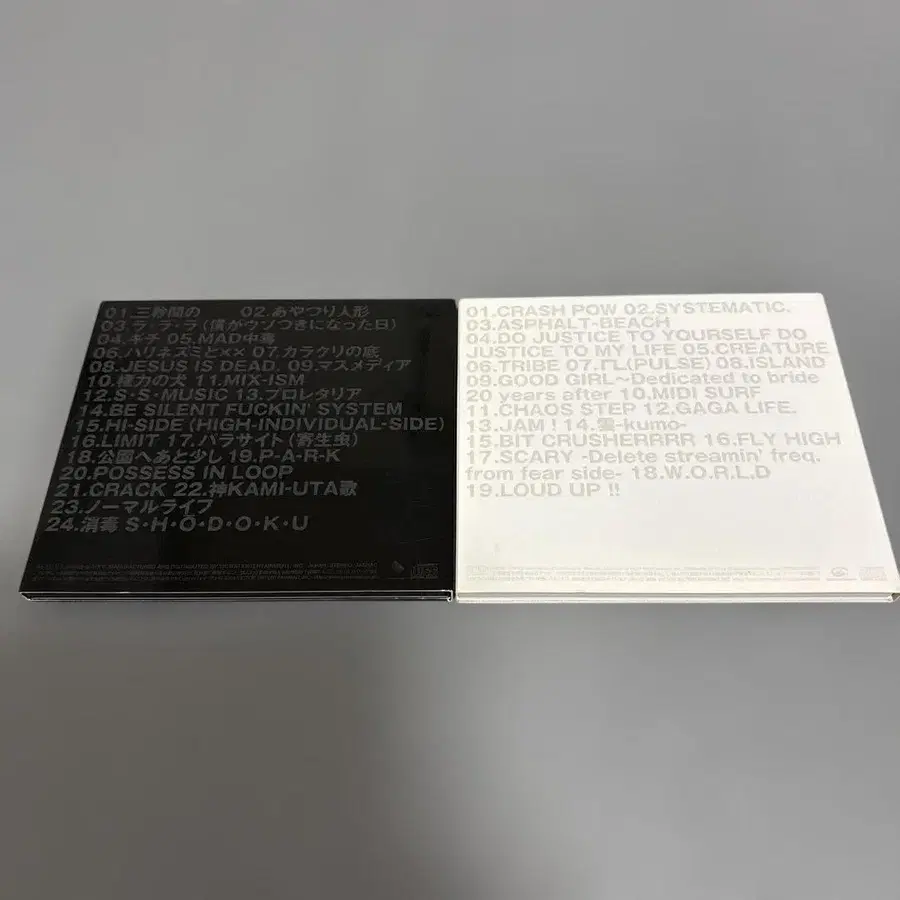 01.三秒間の 02.あやつり人形
03.ラ・ラ・ラ (僕がウソつきになった日)
04.キチ 05.MAD中毒
06.ハリネズミと×× 07.カラクリの底
08.JESUS IS DEAD. 09.マスメディア
10.権力の犬 11.MIX-ISM
12.S・S・MUSIC 13.プロレタリア
14.BE SILENT FUCKIN' SYSTEM
15.HI-SIDE (HIGH-INDIVIDUAL-SIDE)
16.LIMIT 17.パラサイト (寄生虫)
18.公園へあと少し 19.P-A-R-K
20.POSSESS IN LOOP
21.CRACK 22.神KAMI-UTA歌
23.ノーマルライフ
24.消毒 S・H・O・D・O・K・U
01.CRASH POW 02.SYSTEMATIC.
03.ASPHALT-BEACH
04.DO JUSTICE TO YOURSELF DO
JUSTICE TO MY LIFE 05.CREATURE
06.TRIBE 07.(PULSE) 08.ISLAND
09.GOOD GIRL~Dedicated to bride
20 years after 10.MIDI SURF
11.CHAOS STEP 12.GAGA LIFE.
13.JAM ! 14.雲-kumo-
15.BIT CRUSHERRRR 16.FLY HIGH
17.SCARY -Delete streamin' freq.
from fear side- 18.W.O.R.L.D
19.LOUD UP !!